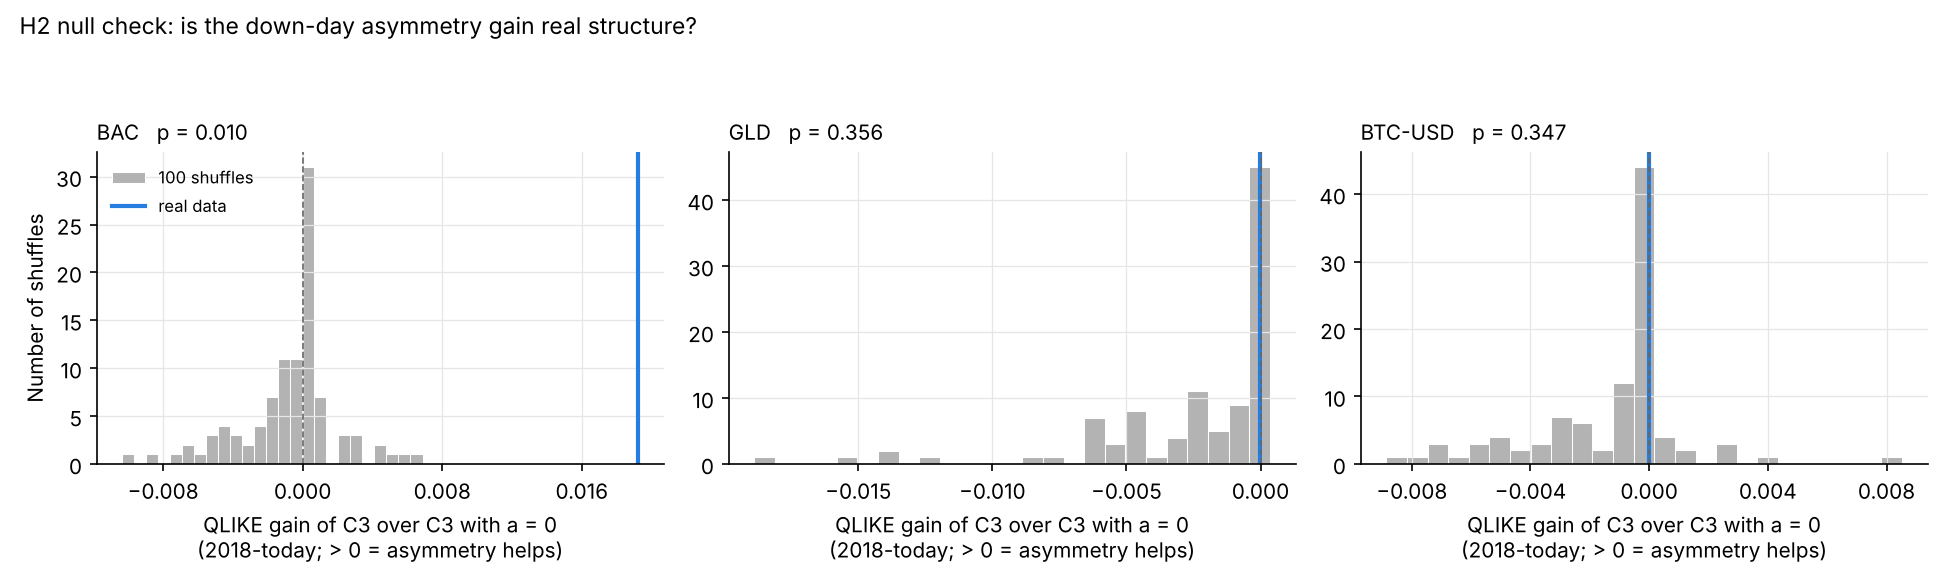 H2 null check: is the down-day asymmetry gain real structure?
BAC   p = 0.010
Number of shuffles
30
25
20
15
10
5
0
100 shuffles
real data
−0.008
0.000
0.008
0.016
QLIKE gain of C3 over C3 with a = 0
(2018-today; > 0 = asymmetry helps)
GLD   p = 0.356
40
30
20
10
0
−0.015
−0.010
−0.005
0.000
QLIKE gain of C3 over C3 with a = 0
(2018-today; > 0 = asymmetry helps)
BTC-USD   p = 0.347
40
30
20
10
0
−0.008
−0.004
0.000
0.004
0.008
QLIKE gain of C3 over C3 with a = 0
(2018-today; > 0 = asymmetry helps)